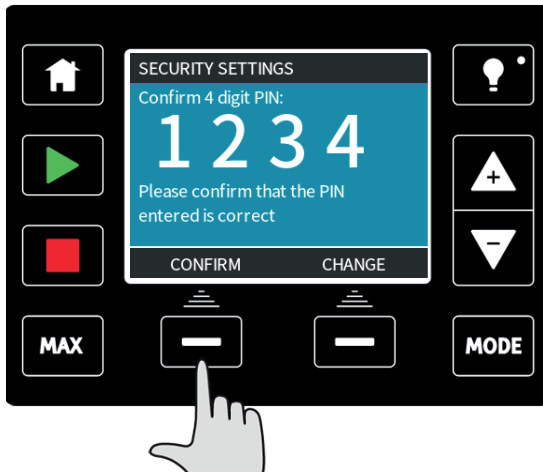 SECURITY SETTINGS
Confirm 4 digit PIN:
1 2 3 4
Please confirm that the PIN
entered is correct
CONFIRM CHANGE
MAX
MODE